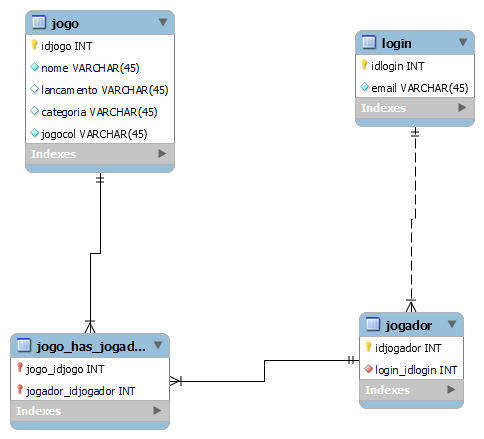 jogo
idjogo INT
nome VARCHAR(45)
lancamento VARCHAR(45)
categoria VARCHAR(45)
jogocol VARCHAR(45)
Indexes
login
idlogin INT
email VARCHAR(45)
Indexes
jogo_has_jogad...
jogo_idjogo INT
jogador_idjogador INT
Indexes
jogador
idjogador INT
login_idlogin INT
Indexes